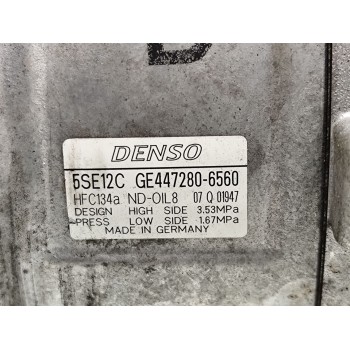 D
DENSO
5SE12C GE447280-6560
HFC134a ND-OIL8 07 Q 01947
DESIGN HIGH SIDE 3.53MPa
PRESS LOW SIDE 1.67MPa
MADE IN GERMANY